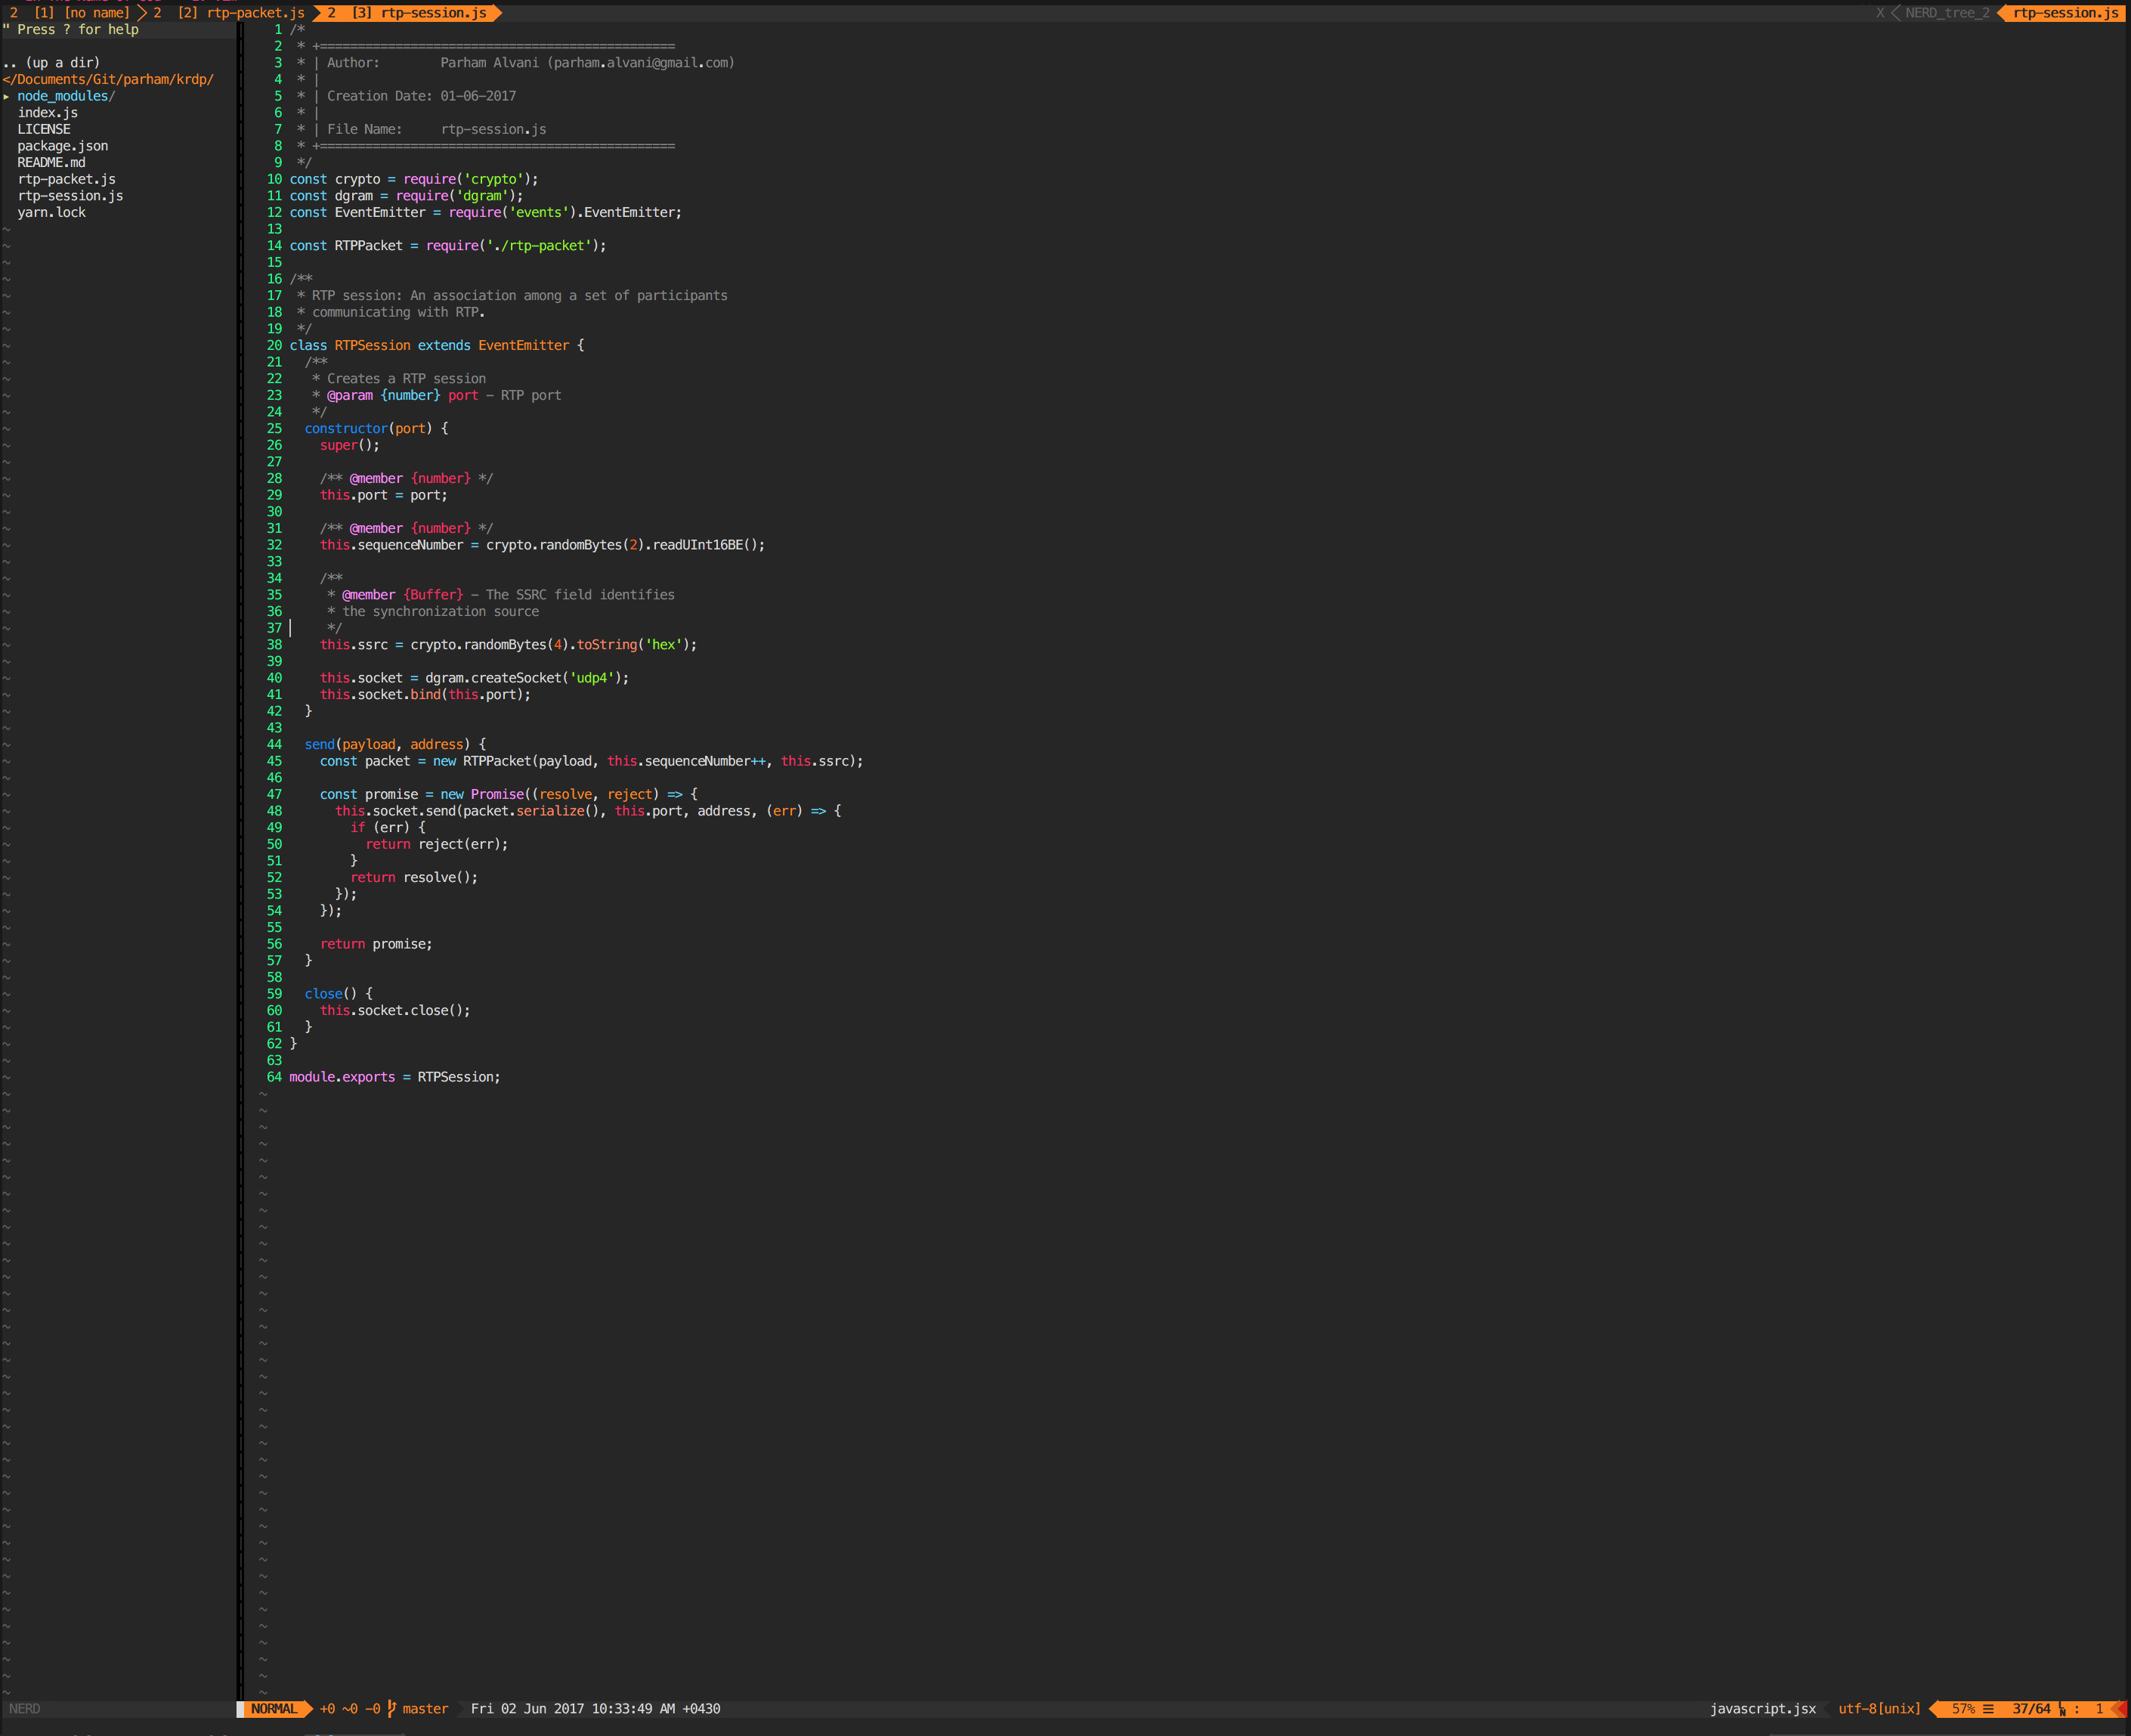 2 [1] [no name] 2 [2] rtp-packet.js 2 [3] rtp-session.js X NERD_tree_2 rtp-session.js
" Press ? for help
.. (up a dir)
</Documents/Git/parham/krdp/
▸ node_modules/
index.js
LICENSE
package.json
README.md
rtp-packet.js
rtp-session.js
yarn.lock
1 /*
2  * +===============================================
3  * | Author:        Parham Alvani (parham.alvani@gmail.com)
4  * |
5  * | Creation Date: 01-06-2017
6  * |
7  * | File Name:     rtp-session.js
8  * +===============================================
9  */
10 const crypto = require('crypto');
11 const dgram = require('dgram');
12 const EventEmitter = require('events').EventEmitter;
13
14 const RTPPacket = require('./rtp-packet');
15
16 /**
17  * RTP session: An association among a set of participants
18  * communicating with RTP.
19  */
20 class RTPSession extends EventEmitter {
21   /**
22    * Creates a RTP session
23    * @param {number} port - RTP port
24    */
25   constructor(port) {
26     super();
27
28     /** @member {number} */
29     this.port = port;
30
31     /** @member {number} */
32     this.sequenceNumber = crypto.randomBytes(2).readUInt16BE();
33
34     /**
35      * @member {Buffer} - The SSRC field identifies
36      * the synchronization source
37      */
38     this.ssrc = crypto.randomBytes(4).toString('hex');
39
40     this.socket = dgram.createSocket('udp4');
41     this.socket.bind(this.port);
42   }
43
44   send(payload, address) {
45     const packet = new RTPPacket(payload, this.sequenceNumber++, this.ssrc);
46
47     const promise = new Promise((resolve, reject) => {
48       this.socket.send(packet.serialize(), this.port, address, (err) => {
49         if (err) {
50           return reject(err);
51         }
52         return resolve();
53       });
54     });
55
56     return promise;
57   }
58
59   close() {
60     this.socket.close();
61   }
62 }
63
64 module.exports = RTPSession;
NERD NORMAL +0 ~0 -0 master Fri 02 Jun 2017 10:33:49 AM +0430 javascript.jsx utf-8[unix] 57% ☰ 37/64 : 1